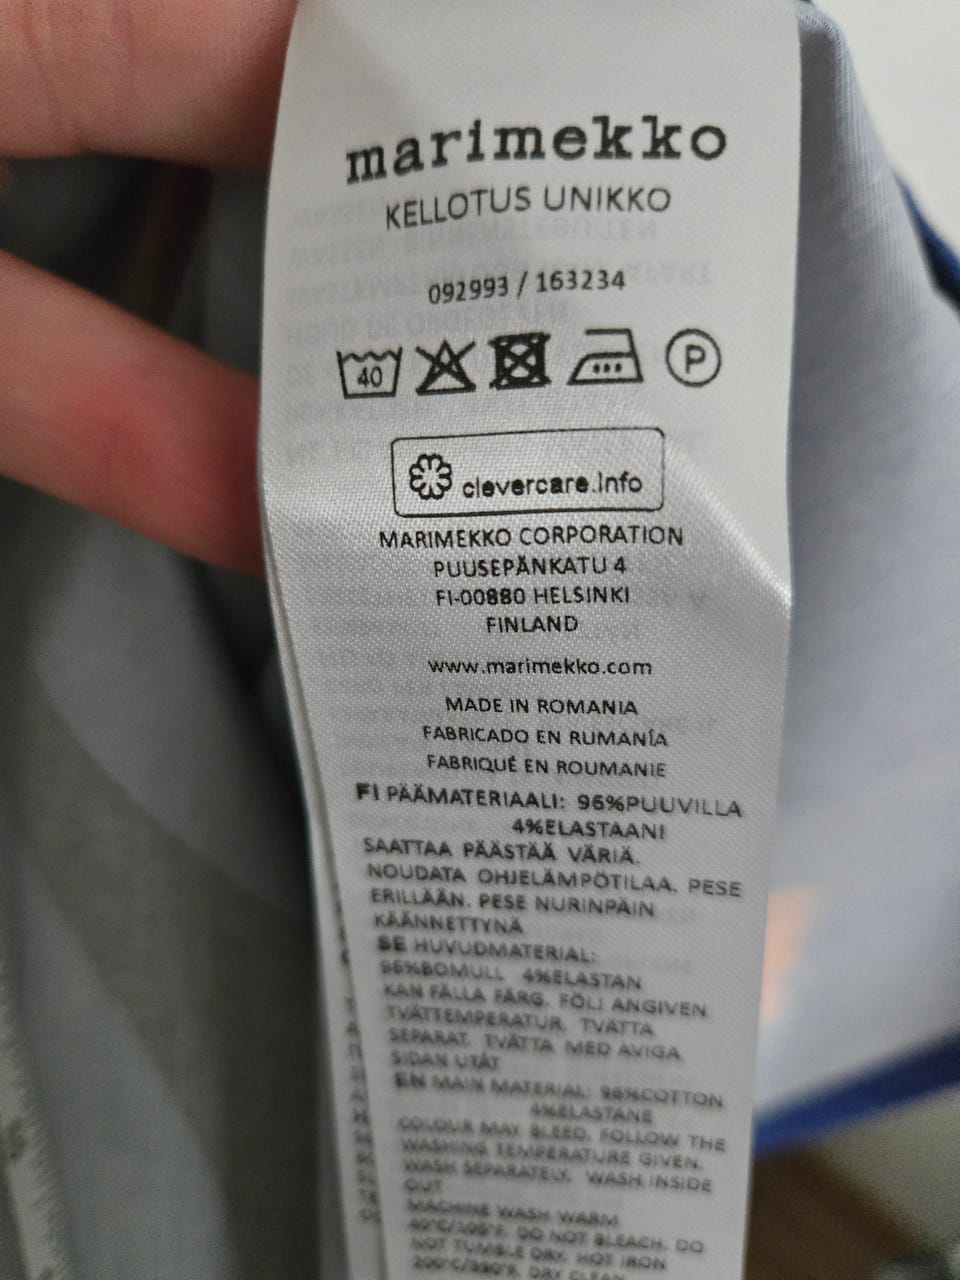 marimekko
KELLOTUS UNIKKO
092993 / 163234
40
P
clevercare.info
MARIMEKKO CORPORATION
PUUSEPÄNKATU 4
FI-00880 HELSINKI
FINLAND
www.marimekko.com
MADE IN ROMANIA
FABRICADO EN RUMANÍA
FABRIQUÉ EN ROUMANIE
FI PÄÄMATERIAALI: 96%PUUVILLA
4%ELASTAANI
SAATTAA PÄÄSTÄÄ VÄRIÄ.
NOUDATA OHJELÄMPÖTILAA. PESE
ERILLÄÄN. PESE NURINPÄIN
KÄÄNNETTYNÄ
SE HUVUDMATERIAL:
96%BOMULL 4%ELASTAN
KAN FÄLLA FÄRG. FÖLJ ANGIVEN
TVÄTTEMPERATUR. TVÄTTA
SEPARAT. TVÄTTA MED AVIGA
SIDAN UTÅT
EN MAIN MATERIAL: 96%COTTON
4%ELASTANE
COLOUR MAY BLEED. FOLLOW THE
WASHING TEMPERATURE GIVEN.
WASH SEPARATELY. WASH INSIDE
OUT
MACHINE WASH WARM
40°C/105°F. DO NOT BLEACH. DO
NOT TUMBLE DRY. HOT IRON
200°C/390°F. DRY CLEAN